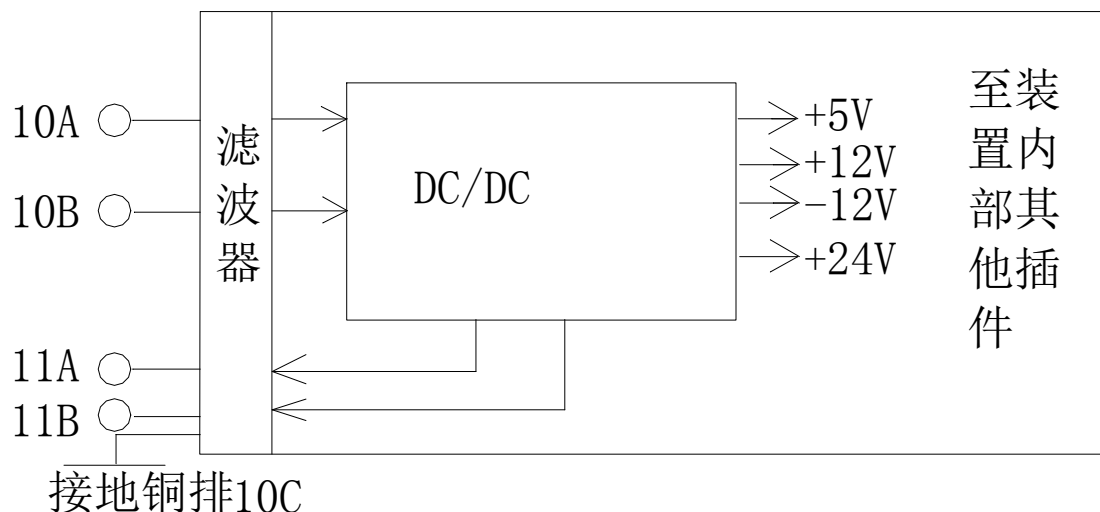 10A
10B
11A
11B
接地铜排10C
滤
波
器
DC/DC
+5V
+12V
-12V
+24V
至装
置内
部其
他插
件